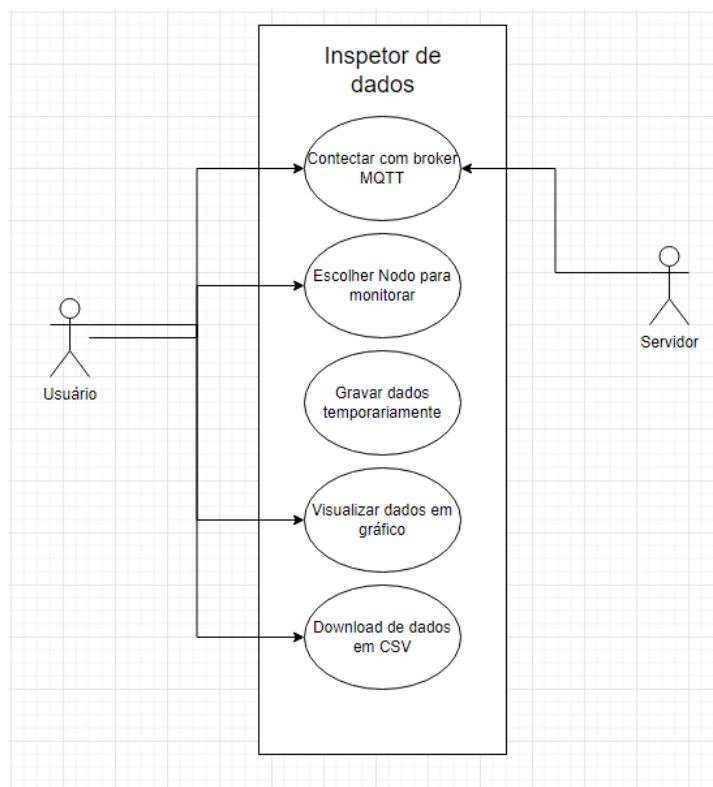 Inspetor de
dados
Contectar com broker
MQTT
Escolher Nodo para
monitorar
Servidor
Usuário
Gravar dados
temporariamente
Visualizar dados em
gráfico
Download de dados
em CSV